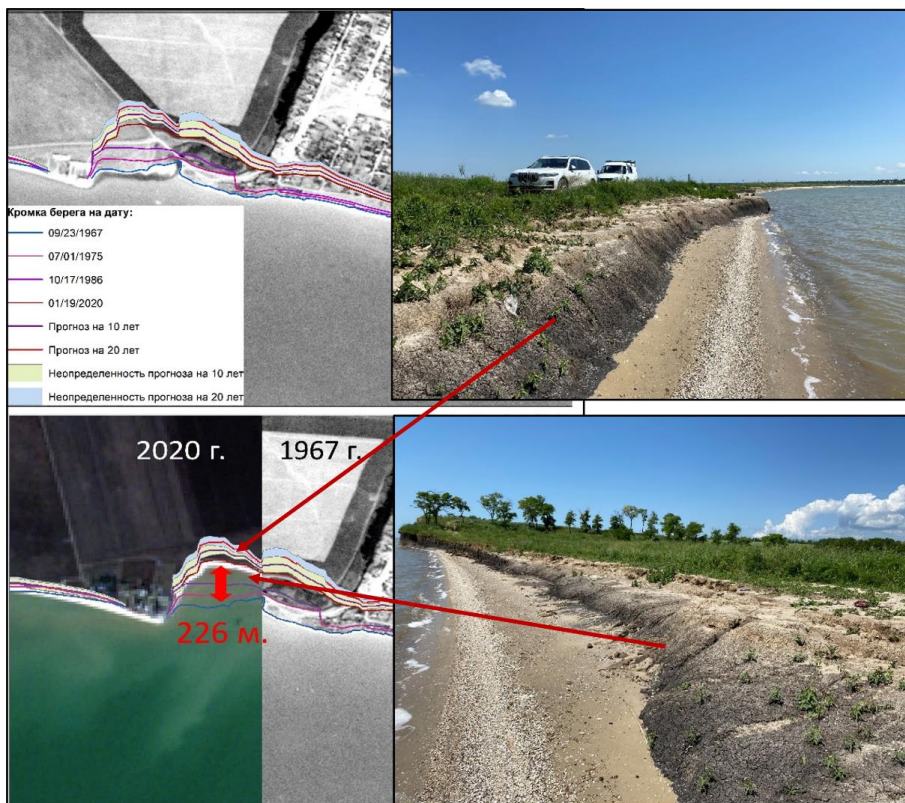 Кромка берега на дату:
09/23/1967
07/01/1975
10/17/1986
01/19/2020
Прогноз на 10 лет
Прогноз на 20 лет
Неопределенность прогноза на 10 лет
Неопределенность прогноза на 20 лет
2020 г.
1967 г.
226 м.